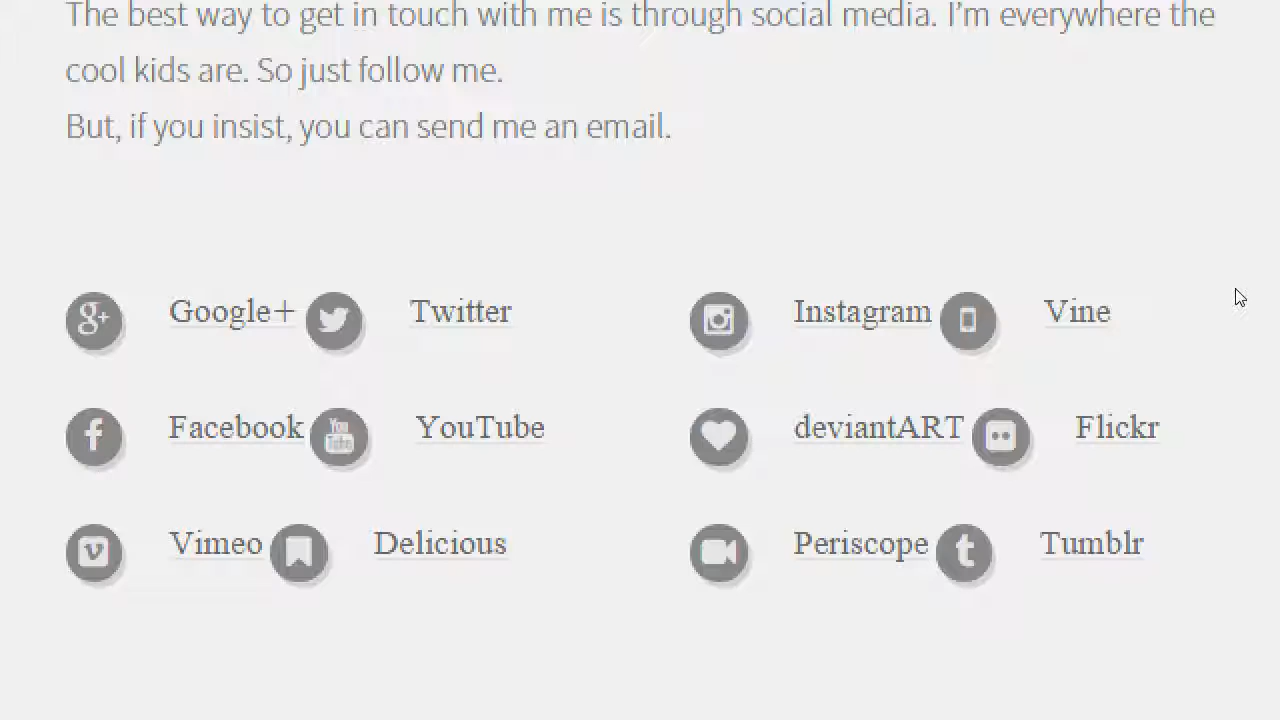 The best way to get in touch with me is through social media. I'm everywhere the
cool kids are. So just follow me.
But, if you insist, you can send me an email.
Google+ Twitter Instagram Vine
Facebook YouTube deviantART Flickr
Vimeo Delicious Periscope Tumblr